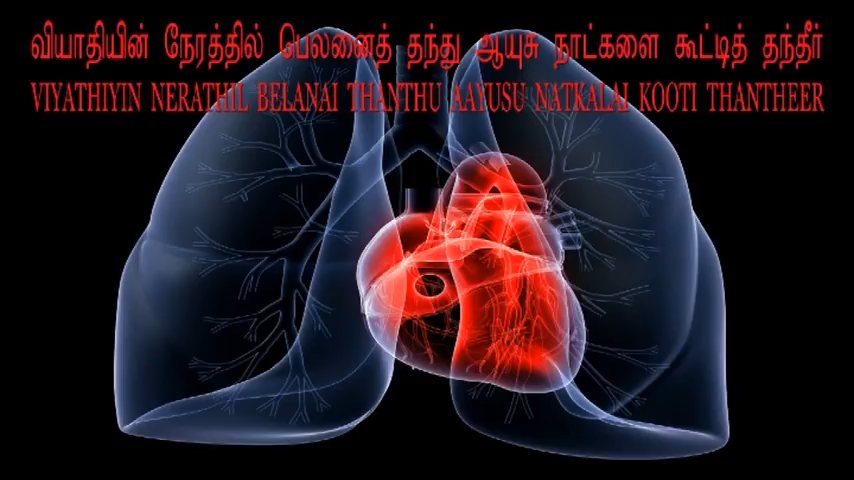 வியாதியின் நேரத்தில் பெலனைத் தந்து ஆயுசு நாட்களை கூட்டித் தந்தீர்
VIYATHIYIN NERATHIL BELANAI THANTHU AAYUSU NATKALAI KOOTI THANTHEER